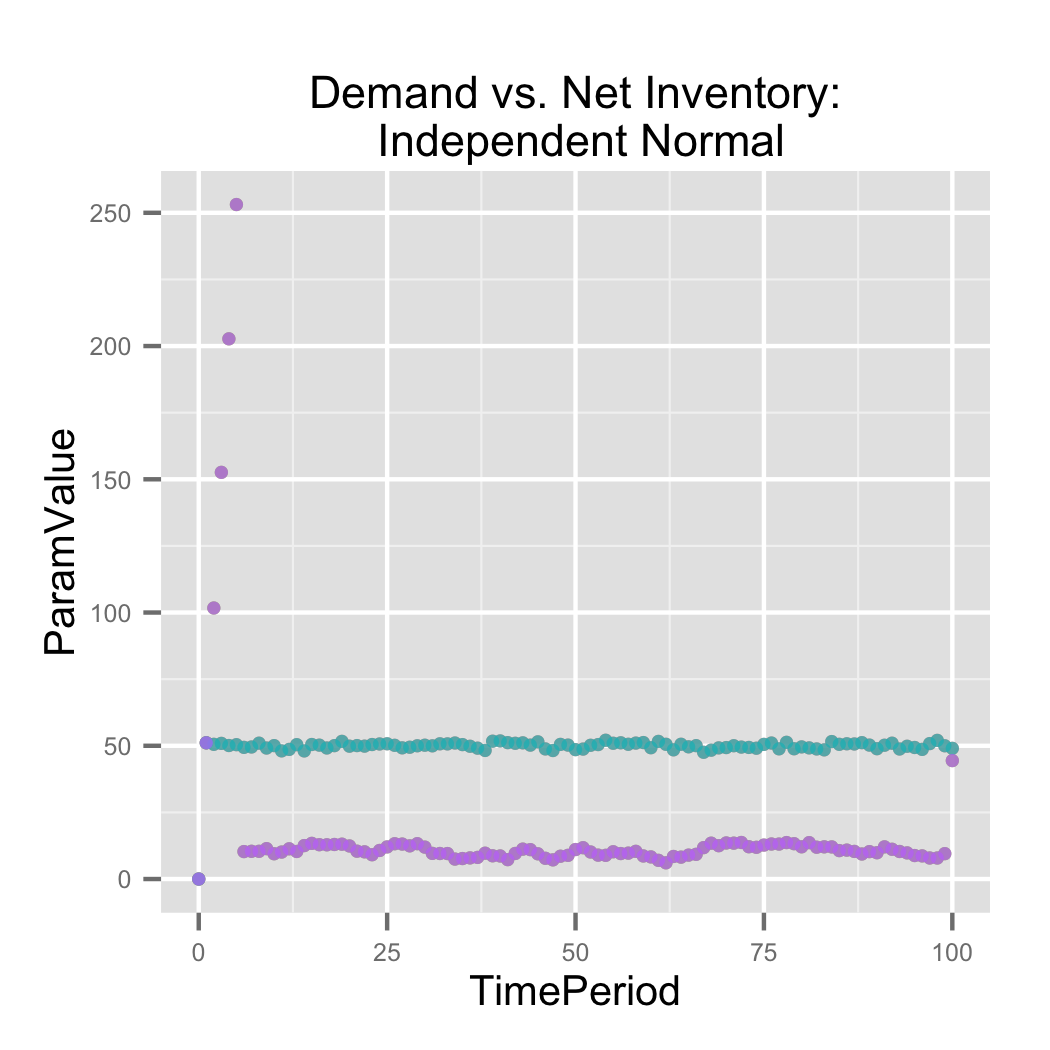 Demand vs. Net Inventory:
Independent Normal
250
200
150
100
50
0
ParamValue
0 25 50 75 100
TimePeriod